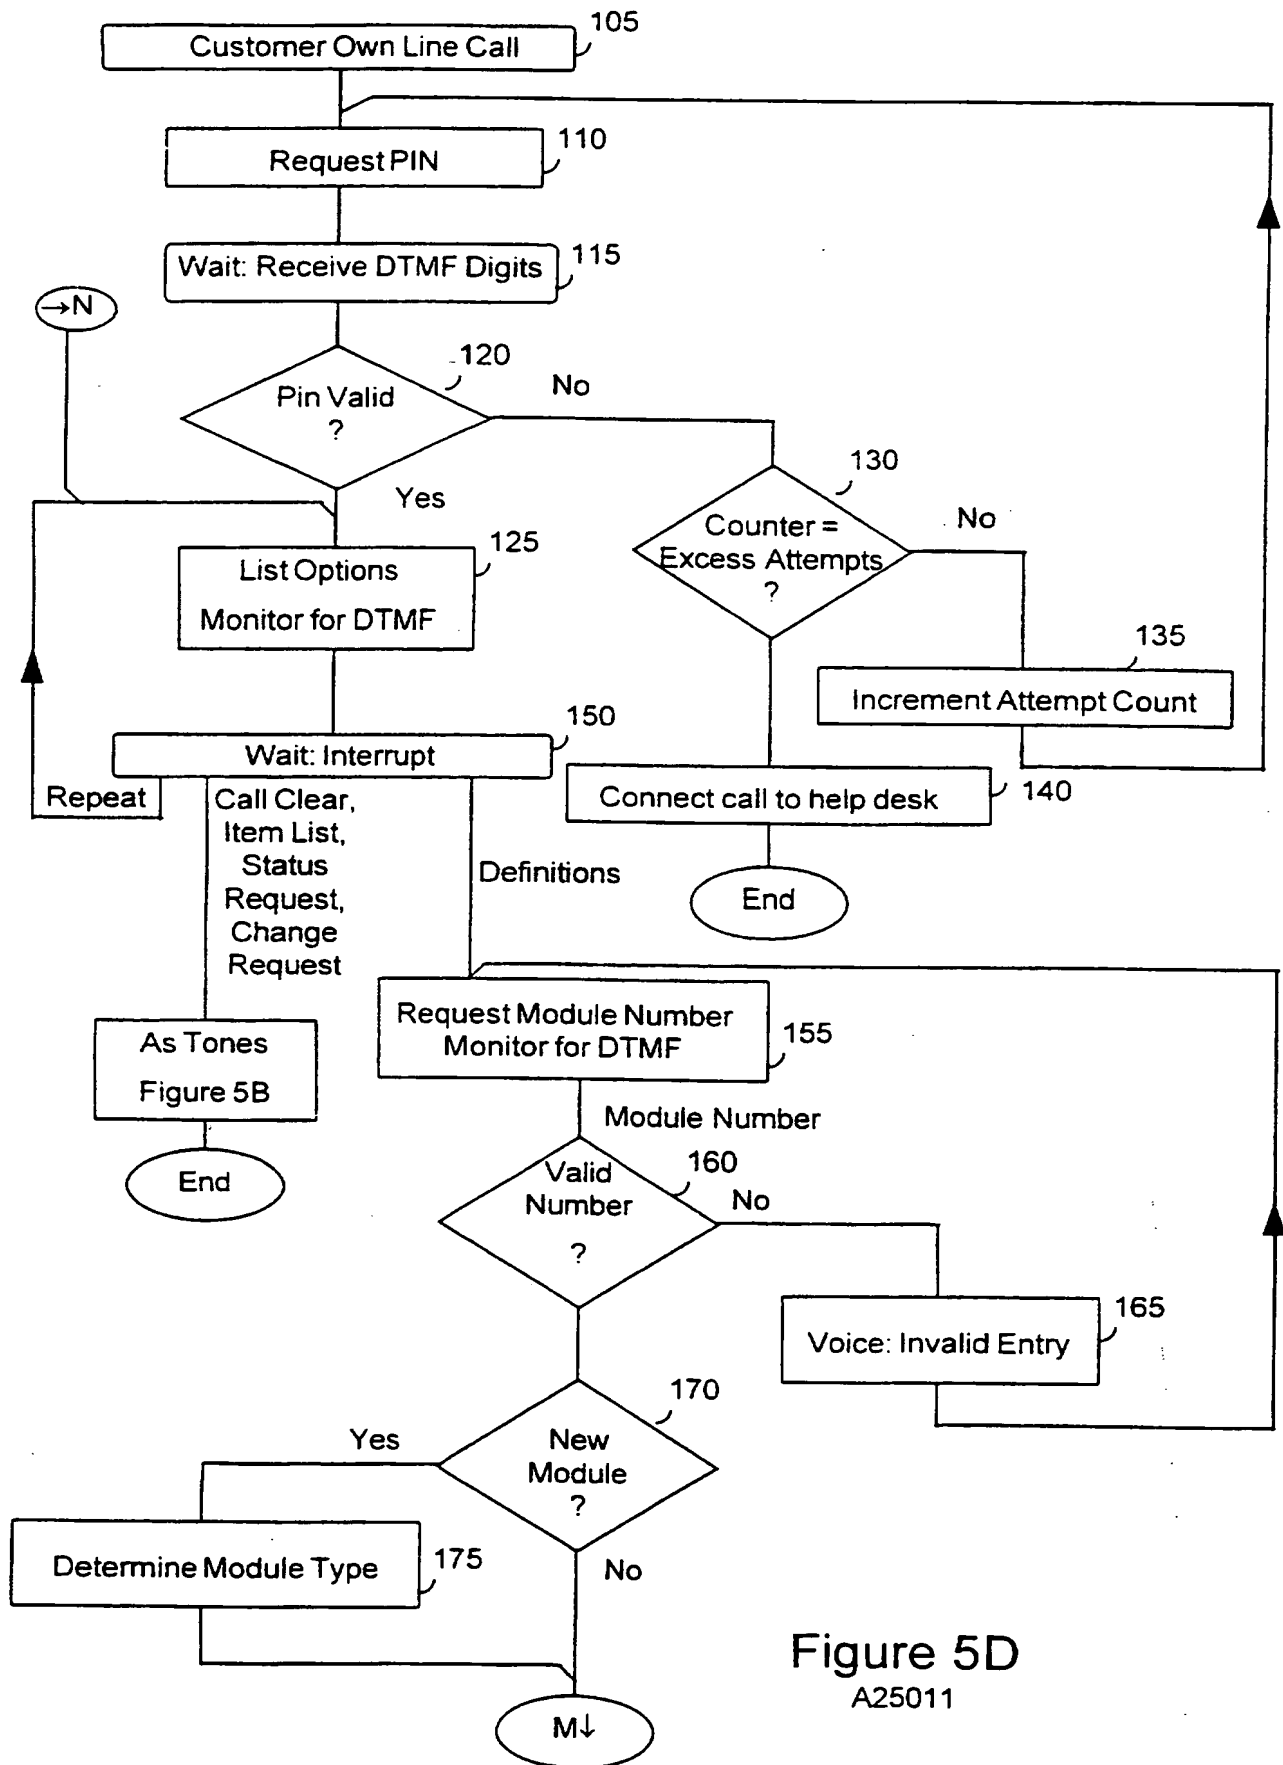 Customer Own Line Call
105
Request PIN
110
Wait: Receive DTMF Digits
115
→N
Pin Valid
?
120
No
Yes
List Options
Monitor for DTMF
125
Counter =
Excess Attempts
?
130
No
135
Increment Attempt Count
Wait: Interrupt
150
Repeat
Call Clear,
Item List,
Status
Request,
Change
Request
Definitions
Connect call to help desk
140
End
As Tones
Figure 5B
End
Request Module Number
Monitor for DTMF
155
Module Number
Valid
Number
?
160
No
Voice: Invalid Entry
165
New
Module
?
170
Yes
No
Determine Module Type
175
M↓
Figure 5D
A25011